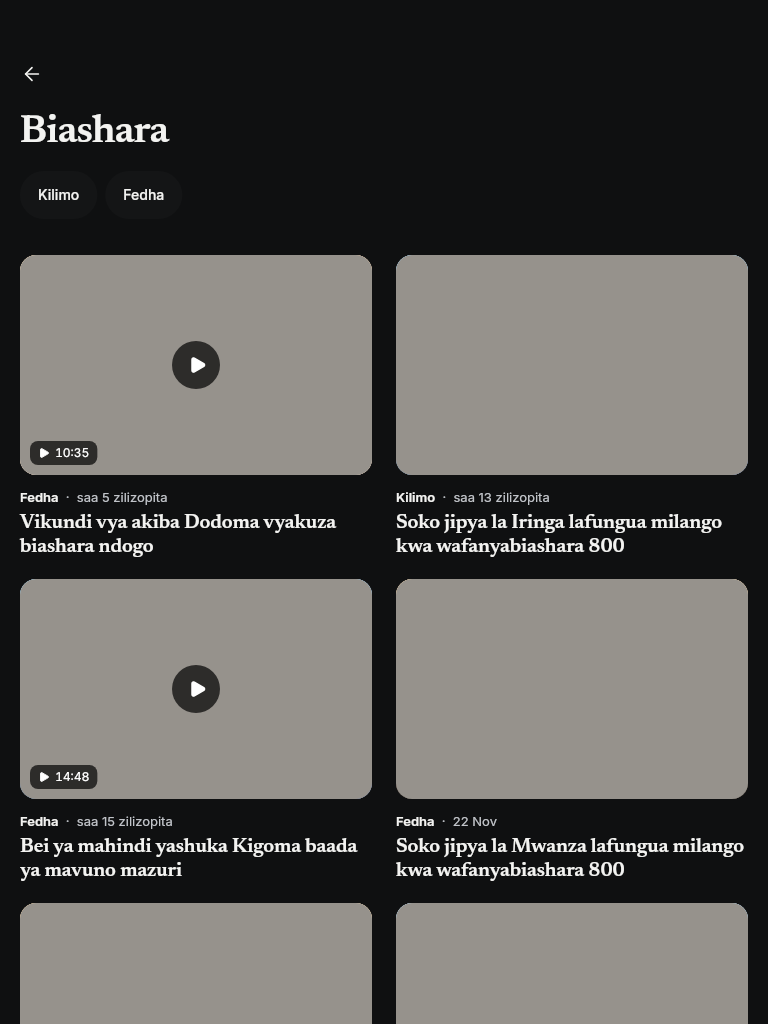 Biashara
Kilimo
Fedha
10:35
Fedha · saa 5 zilizopita
Vikundi vya akiba Dodoma vyakuza
biashara ndogo
Kilimo · saa 13 zilizopita
Soko jipya la Iringa lafungua milango
kwa wafanyabiashara 800
14:48
Fedha · saa 15 zilizopita
Bei ya mahindi yashuka Kigoma baada
ya mavuno mazuri
Fedha · 22 Nov
Soko jipya la Mwanza lafungua milango
kwa wafanyabiashara 800